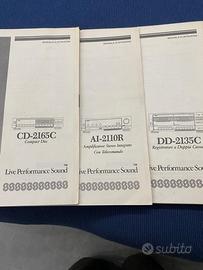 CD-2165C
Compact Disc
Live Performance Sound
AI-2110R
Amplificatore Stereo Integrato
Con Telecomando
Live Performance Sound
DD-2135C
Registratore a Doppia Cassetta
Live Performance Sound
subito